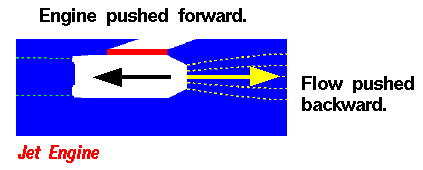 Engine pushed forward.
Flow pushed
backward.
Jet Engine